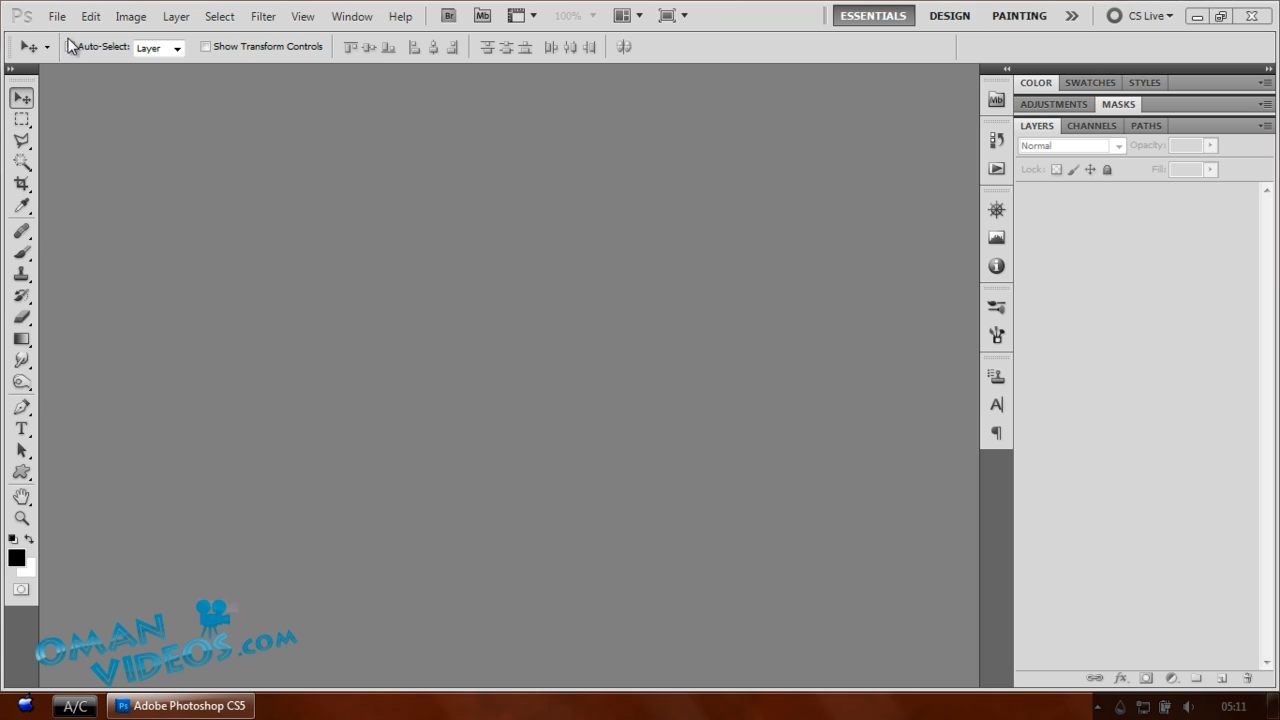 Ps File Edit Image Layer Select Filter View Window Help Br Mb 100% ESSENTIALS DESIGN PAINTING CS Live
Auto-Select: Layer Show Transform Controls
COLOR SWATCHES STYLES
Mb
ADJUSTMENTS MASKS
LAYERS CHANNELS PATHS
Normal Opacity:
Lock: Fill:
OMAN
VIDEOS.COM
A/C Ps Adobe Photoshop CS5 05:11